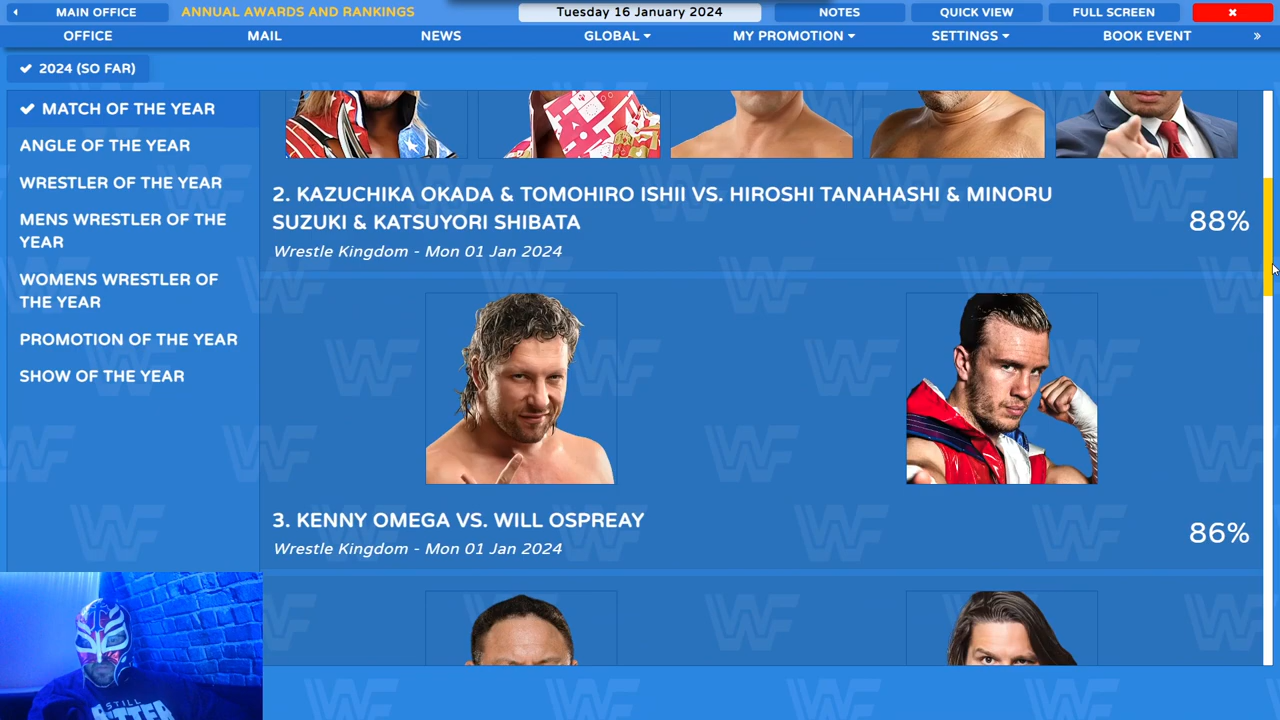 MAIN OFFICE
ANNUAL AWARDS AND RANKINGS
Tuesday 16 January 2024
NOTES
QUICK VIEW
FULL SCREEN
OFFICE
MAIL
NEWS
GLOBAL
MY PROMOTION
SETTINGS
BOOK EVENT
»
2024 (SO FAR)
MATCH OF THE YEAR
ANGLE OF THE YEAR
WRESTLER OF THE YEAR
MENS WRESTLER OF THE
YEAR
WOMENS WRESTLER OF
THE YEAR
PROMOTION OF THE YEAR
SHOW OF THE YEAR
2. KAZUCHIKA OKADA & TOMOHIRO ISHII VS. HIROSHI TANAHASHI & MINORU
SUZUKI & KATSUYORI SHIBATA
Wrestle Kingdom - Mon 01 Jan 2024
88%
3. KENNY OMEGA VS. WILL OSPREAY
Wrestle Kingdom - Mon 01 Jan 2024
86%
STILL